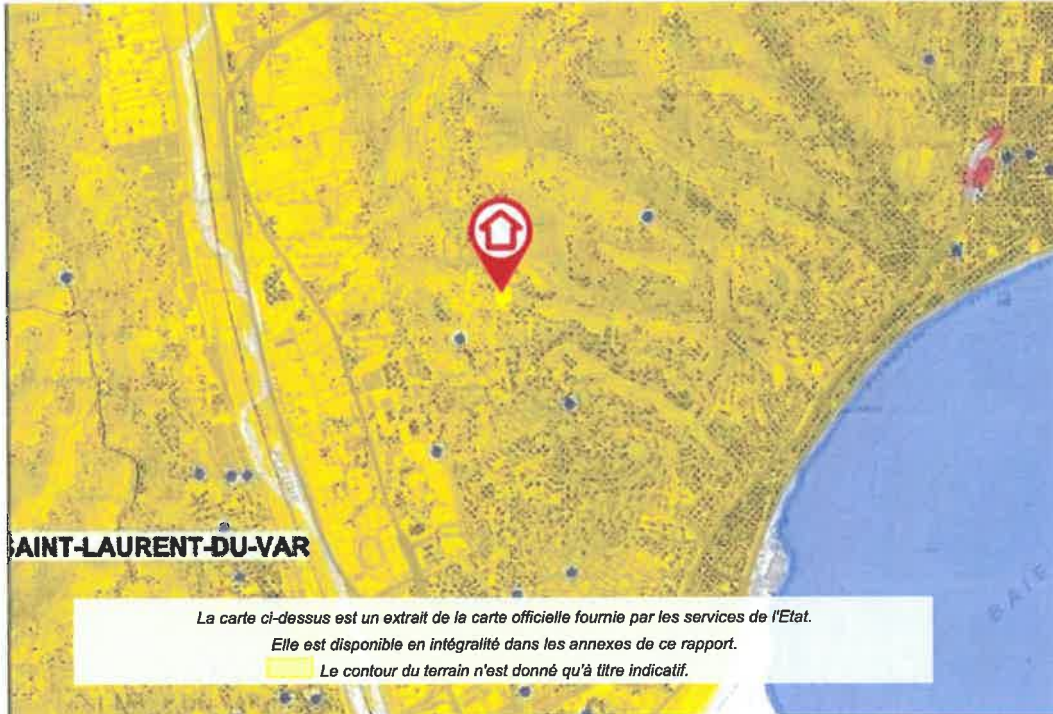 SAINT-LAURENT-DU-VAR
La carte ci-dessus est un extrait de la carte officielle fournie par les services de l'Etat.
Elle est disponible en intégralité dans les annexes de ce rapport.
Le contour du terrain n'est donné qu'à titre indicatif.
BAIE